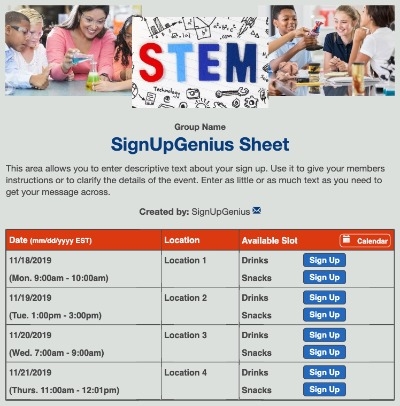 STEM
Technology
Group Name
SignUpGenius Sheet
This area allows you to enter descriptive text about your sign up. Use it to give your members
instructions or to clarify the details of the event. Enter as little or as much text as you need to
get your message across.
Created by: SignUpGenius
Date (mm/dd/yyyy EST) Location Available Slot Calendar
11/18/2019 Location 1 Drinks Sign Up
(Mon. 9:00am - 10:00am) Snacks Sign Up
11/19/2019 Location 2 Drinks Sign Up
(Tue. 1:00pm - 3:00pm) Snacks Sign Up
11/20/2019 Location 3 Drinks Sign Up
(Wed. 7:00am - 9:00am) Snacks Sign Up
11/21/2019 Location 4 Drinks Sign Up
(Thurs. 11:00am - 12:01pm) Snacks Sign Up